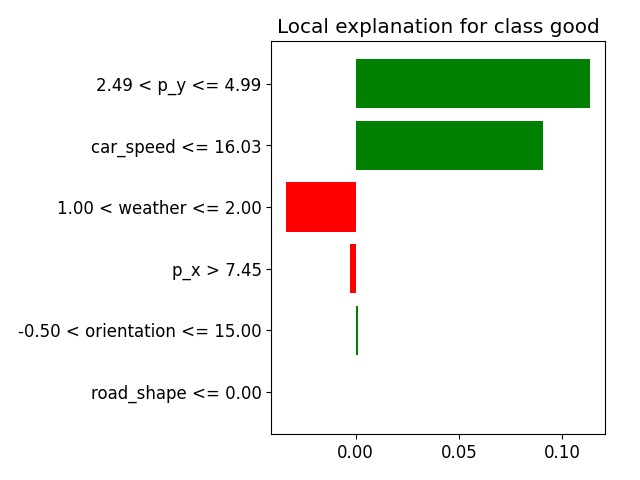 Local explanation for class good
2.49 < p_y <= 4.99
car_speed <= 16.03
1.00 < weather <= 2.00
p_x > 7.45
-0.50 < orientation <= 15.00
road_shape <= 0.00
0.00 0.05 0.10